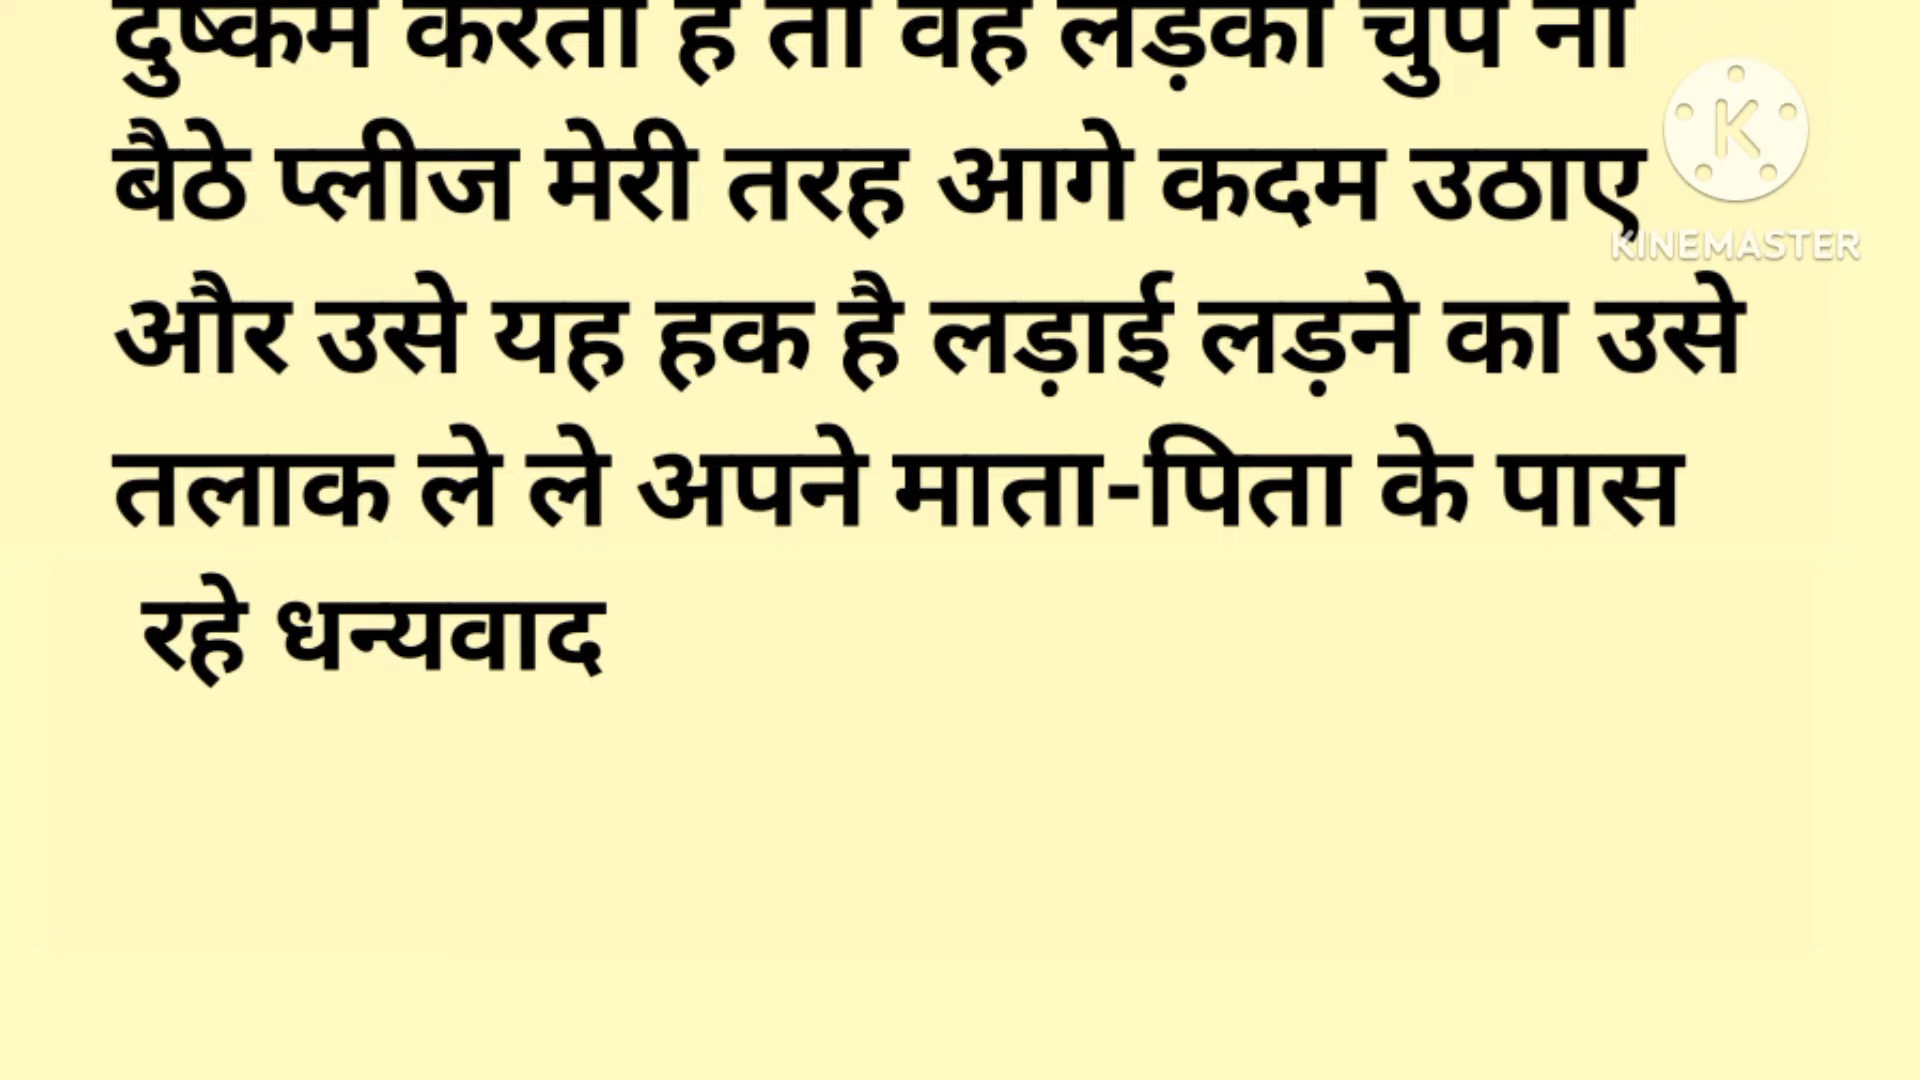 दुष्कर्म करता है तो वह लड़की चुप ना
बैठे प्लीज मेरी तरह आगे कदम उठाए
और उसे यह हक है लड़ाई लड़ने का उसे
तलाक ले ले अपने माता-पिता के पास
रहे धन्यवाद
K
KINEMASTER